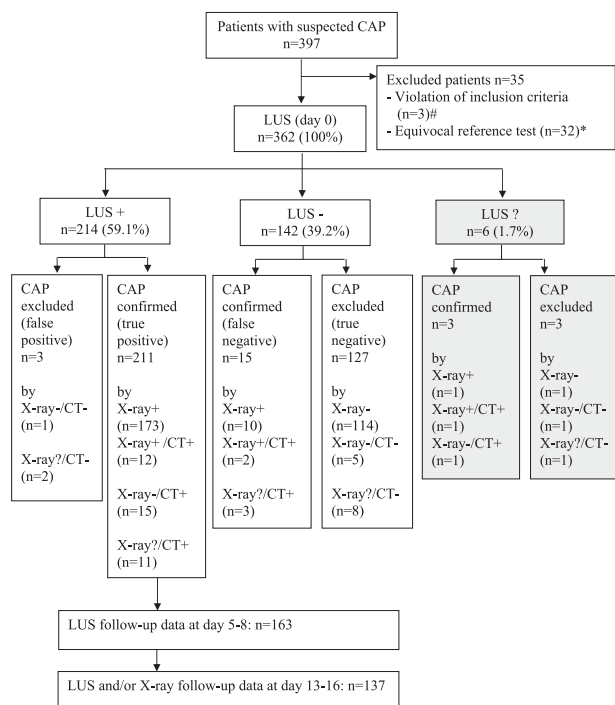 Patients with suspected CAP
n=397
Excluded patients n=35
- Violation of inclusion criteria
(n=3)#
- Equivocal reference test (n=32)*
LUS (day 0)
n=362 (100%)
LUS +
n=214 (59.1%)
LUS -
n=142 (39.2%)
LUS ?
n=6 (1.7%)
CAP
excluded
(false
positive)
n=3
by
X-ray-/CT-
(n=1)
X-ray?/CT-
(n=2)
CAP
confirmed
(true
positive)
n=211
by
X-ray+
(n=173)
X-ray+ /CT+
(n=12)
X-ray-/CT+
(n=15)
X-ray?/CT+
(n=11)
CAP
confirmed
(false
negative)
n=15
by
X-ray+
(n=10)
X-ray+/CT+
(n=2)
X-ray?/CT+
(n=3)
CAP
excluded
(true
negative)
n=127
by
X-ray-
(n=114)
X-ray-/CT-
(n=5)
X-ray?/CT-
(n=8)
CAP
confirmed
n=3
by
X-ray+
(n=1)
X-ray+/CT+
(n=1)
X-ray-/CT+
(n=1)
CAP
excluded
n=3
by
X-ray-
(n=1)
X-ray-/CT-
(n=1)
X-ray?/CT-
(n=1)
LUS follow-up data at day 5-8: n=163
LUS and/or X-ray follow-up data at day 13-16: n=137